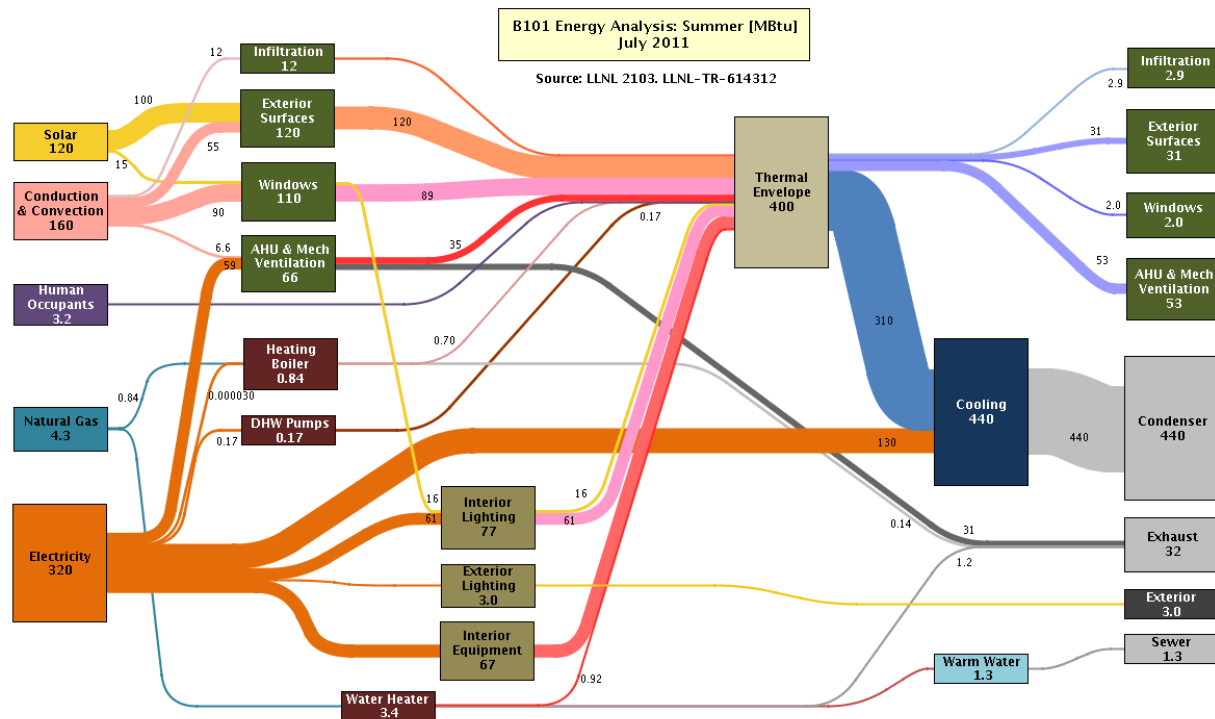 B101 Energy Analysis: Summer [MBtu]
July 2011
Source: LLNL 2103. LLNL-TR-614312
Solar
120
Conduction
& Convection
160
Human
Occupants
3.2
Natural Gas
4.3
Electricity
320
100
15
12
55
90
6.6
59
0.84
0.000030
0.17
Infiltration
12
Exterior
Surfaces
120
Windows
110
AHU & Mech
Ventilation
66
Heating
Boiler
0.84
DHW Pumps
0.17
Water Heater
3.4
120
89
35
0.70
0.17
16
61
Interior
Lighting
77
Exterior
Lighting
3.0
Interior
Equipment
67
16
61
0.92
Thermal
Envelope
400
310
130
0.14
31
1.2
Cooling
440
Warm Water
1.3
2.9
31
2.0
53
440
Infiltration
2.9
Exterior
Surfaces
31
Windows
2.0
AHU & Mech
Ventilation
53
Condenser
440
Exhaust
32
Exterior
3.0
Sewer
1.3